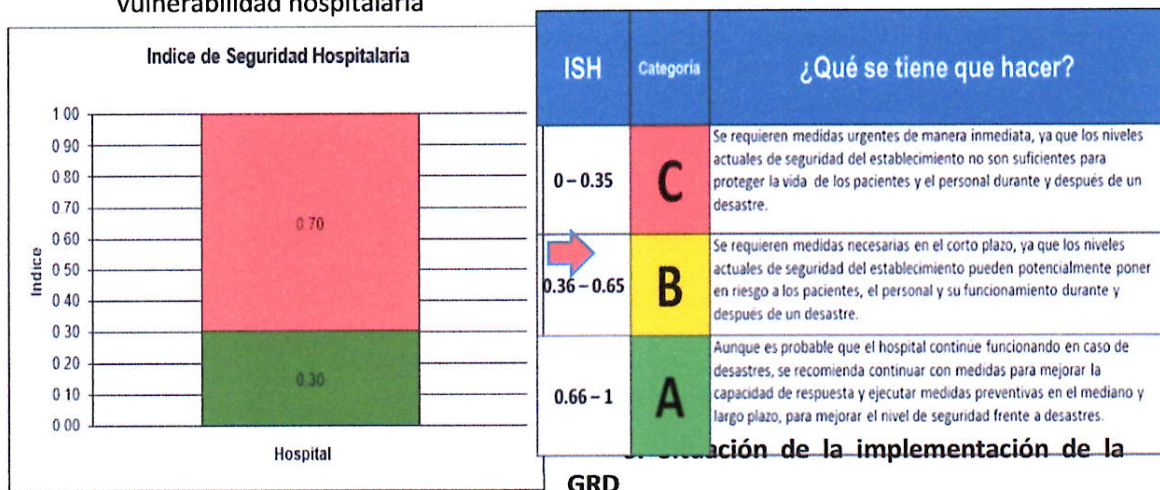 vulnerabilidad hospitalaria
Indice de Seguridad Hospitalaria
Indice
1 00
0 90
0 80
0 70
0 60
0 50
0 40
0 30
0 20
0 10
0 00
0.70
0.30
Hospital
ISH
Categoría
¿Qué se tiene que hacer?
0 – 0.35
C
Se requieren medidas urgentes de manera inmediata, ya que los niveles
actuales de seguridad del establecimiento no son suficientes para
proteger la vida de los pacientes y el personal durante y después de un
desastre.
0.36 – 0.65
B
Se requieren medidas necesarias en el corto plazo, ya que los niveles
actuales de seguridad del establecimiento pueden potencialmente poner
en riesgo a los pacientes, el personal y su funcionamiento durante y
después de un desastre.
0.66 – 1
A
Aunque es probable que el hospital continúe funcionando en caso de
desastres, se recomienda continuar con medidas para mejorar la
capacidad de respuesta y ejecutar medidas preventivas en el mediano y
largo plazo, para mejorar el nivel de seguridad frente a desastres.
de la implementación de la
GRD